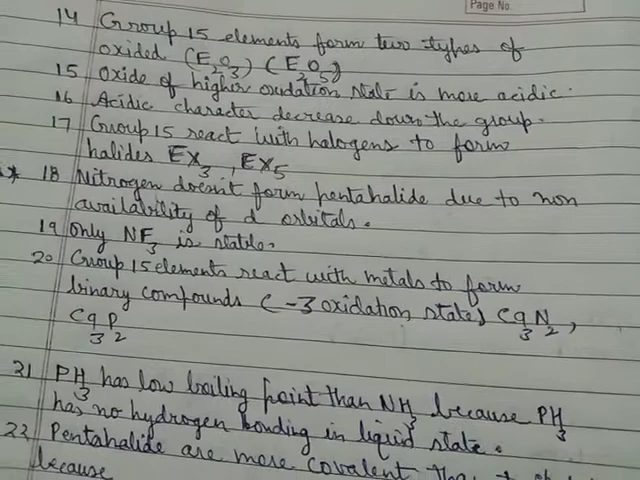 Page No.
14 Group 15 elements form two types of
oxided (E2O3) (E2O5)
15 Oxide of higher oxidation state is more acidic.
16 Acidic character decrease down the group.
17 Group 15 react with halogens to form
halides EX3, EX5
* 18 Nitrogen doesn't form pentahalide due to non
availability of d orbitals.
19 only NF3 is stable.
20 Group 15 elements react with metals to form
binary compounds (-3 oxidation state) Ca3N2,
Ca3P2
21 PH3 has low boiling point than NH3 because PH3
has no hydrogen bonding in liquid state.
22 Pentahalide are more covalent than
because